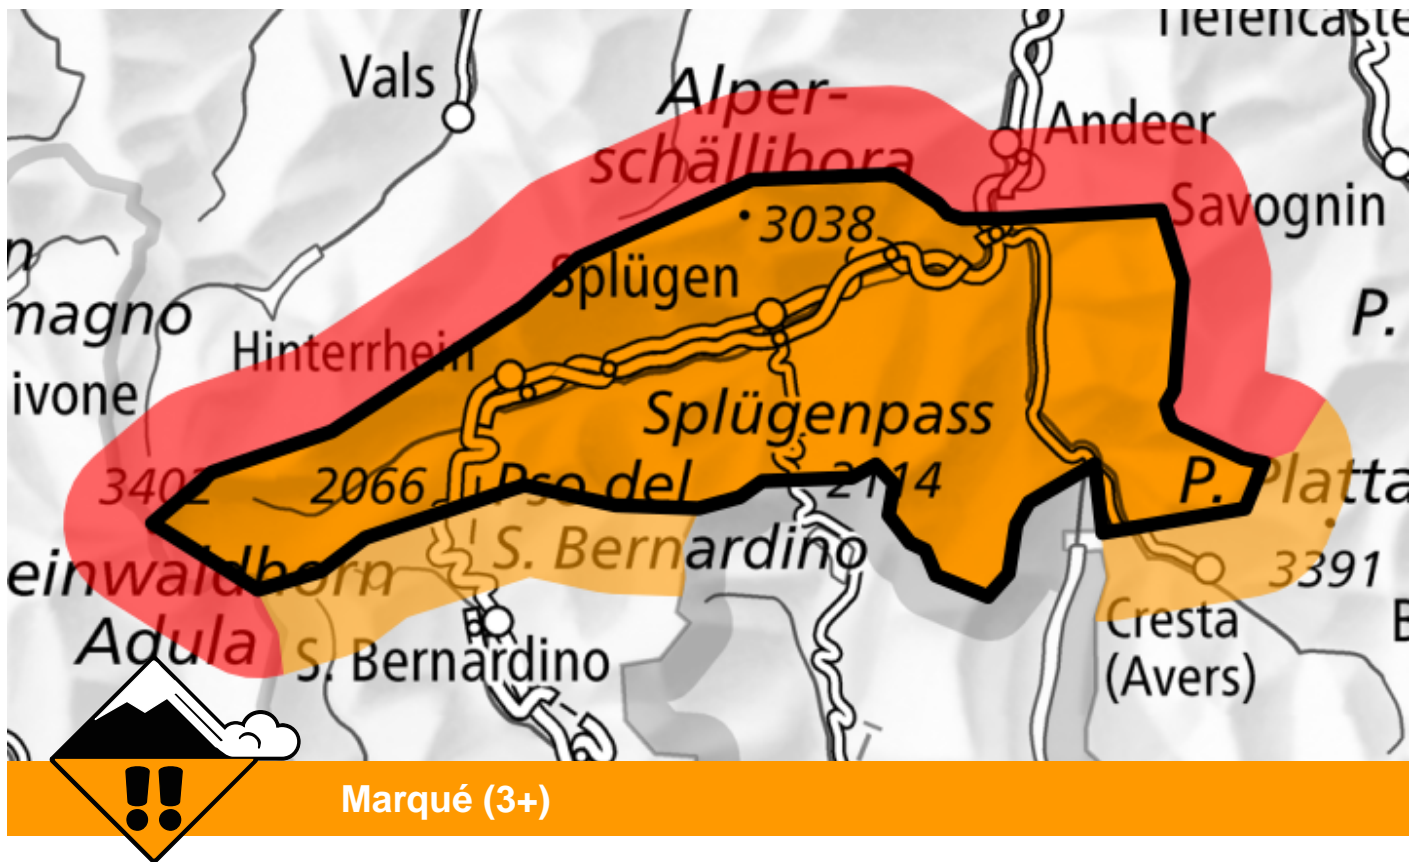 Tiefencaste
Vals
Alper-
schällihorn
Andeer
Savognin
n
3038
Splügen
magno
P.
Hinterrhein
ivone
Splügenpass
3402
2066
Pso del
2114
P. Platta
S. Bernardino
einwaldhorn
3391
Adula
S. Bernardino
Cresta
(Avers)
B
!!
Marqué (3+)